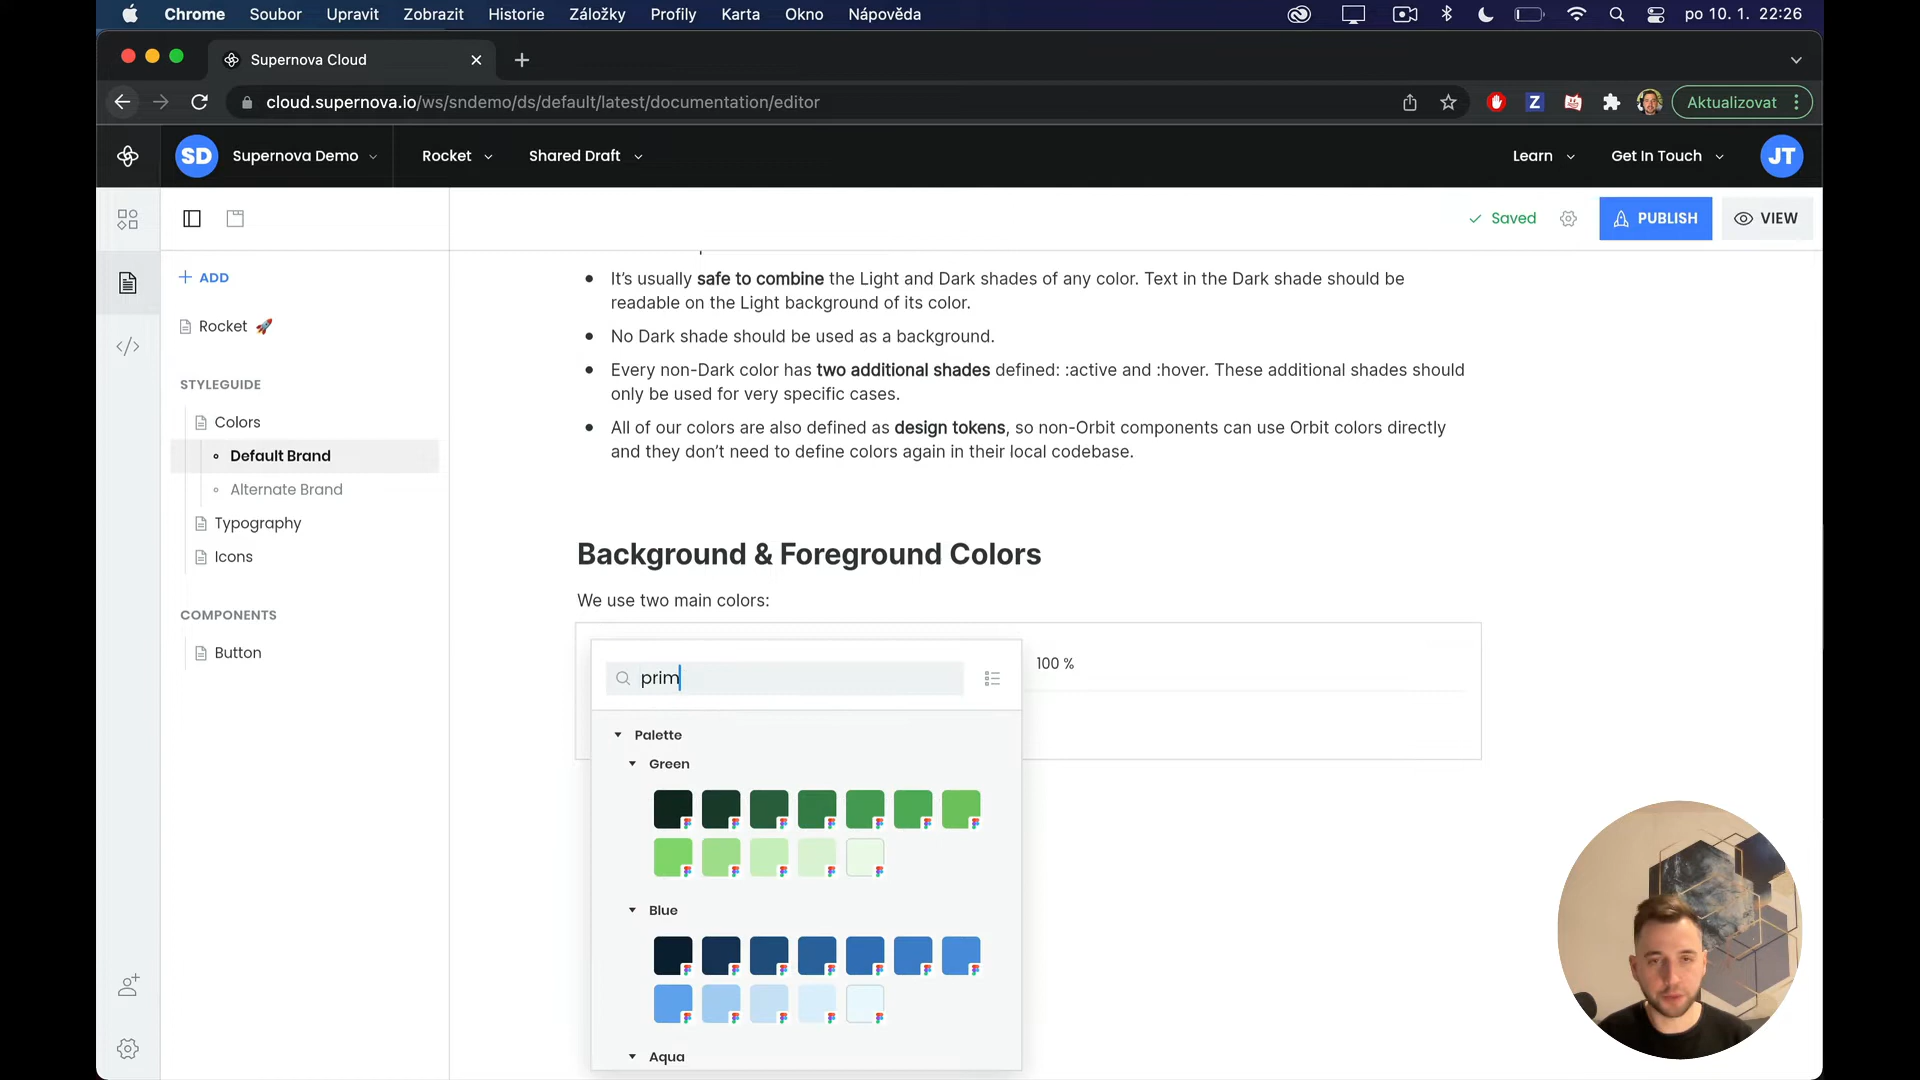 Chrome Soubor Upravit Zobrazit Historie Záložky Profily Karta Okno Nápověda po 10. 1. 22:26
Supernova Cloud
cloud.supernova.io/ws/sndemo/ds/default/latest/documentation/editor Z Aktualizovat
SD Supernova Demo Rocket Shared Draft Learn Get In Touch JT
Saved PUBLISH VIEW
ADD
Rocket 🚀
STYLEGUIDE
Colors
Default Brand
Alternate Brand
Typography
Icons
COMPONENTS
Button
• It’s usually safe to combine the Light and Dark shades of any color. Text in the Dark shade should be
readable on the Light background of its color.
• No Dark shade should be used as a background.
• Every non-Dark color has two additional shades defined: :active and :hover. These additional shades should
only be used for very specific cases.
• All of our colors are also defined as design tokens, so non-Orbit components can use Orbit colors directly
and they don’t need to define colors again in their local codebase.
Background & Foreground Colors
We use two main colors:
100 %
prim
Palette
Green
Blue
Aqua